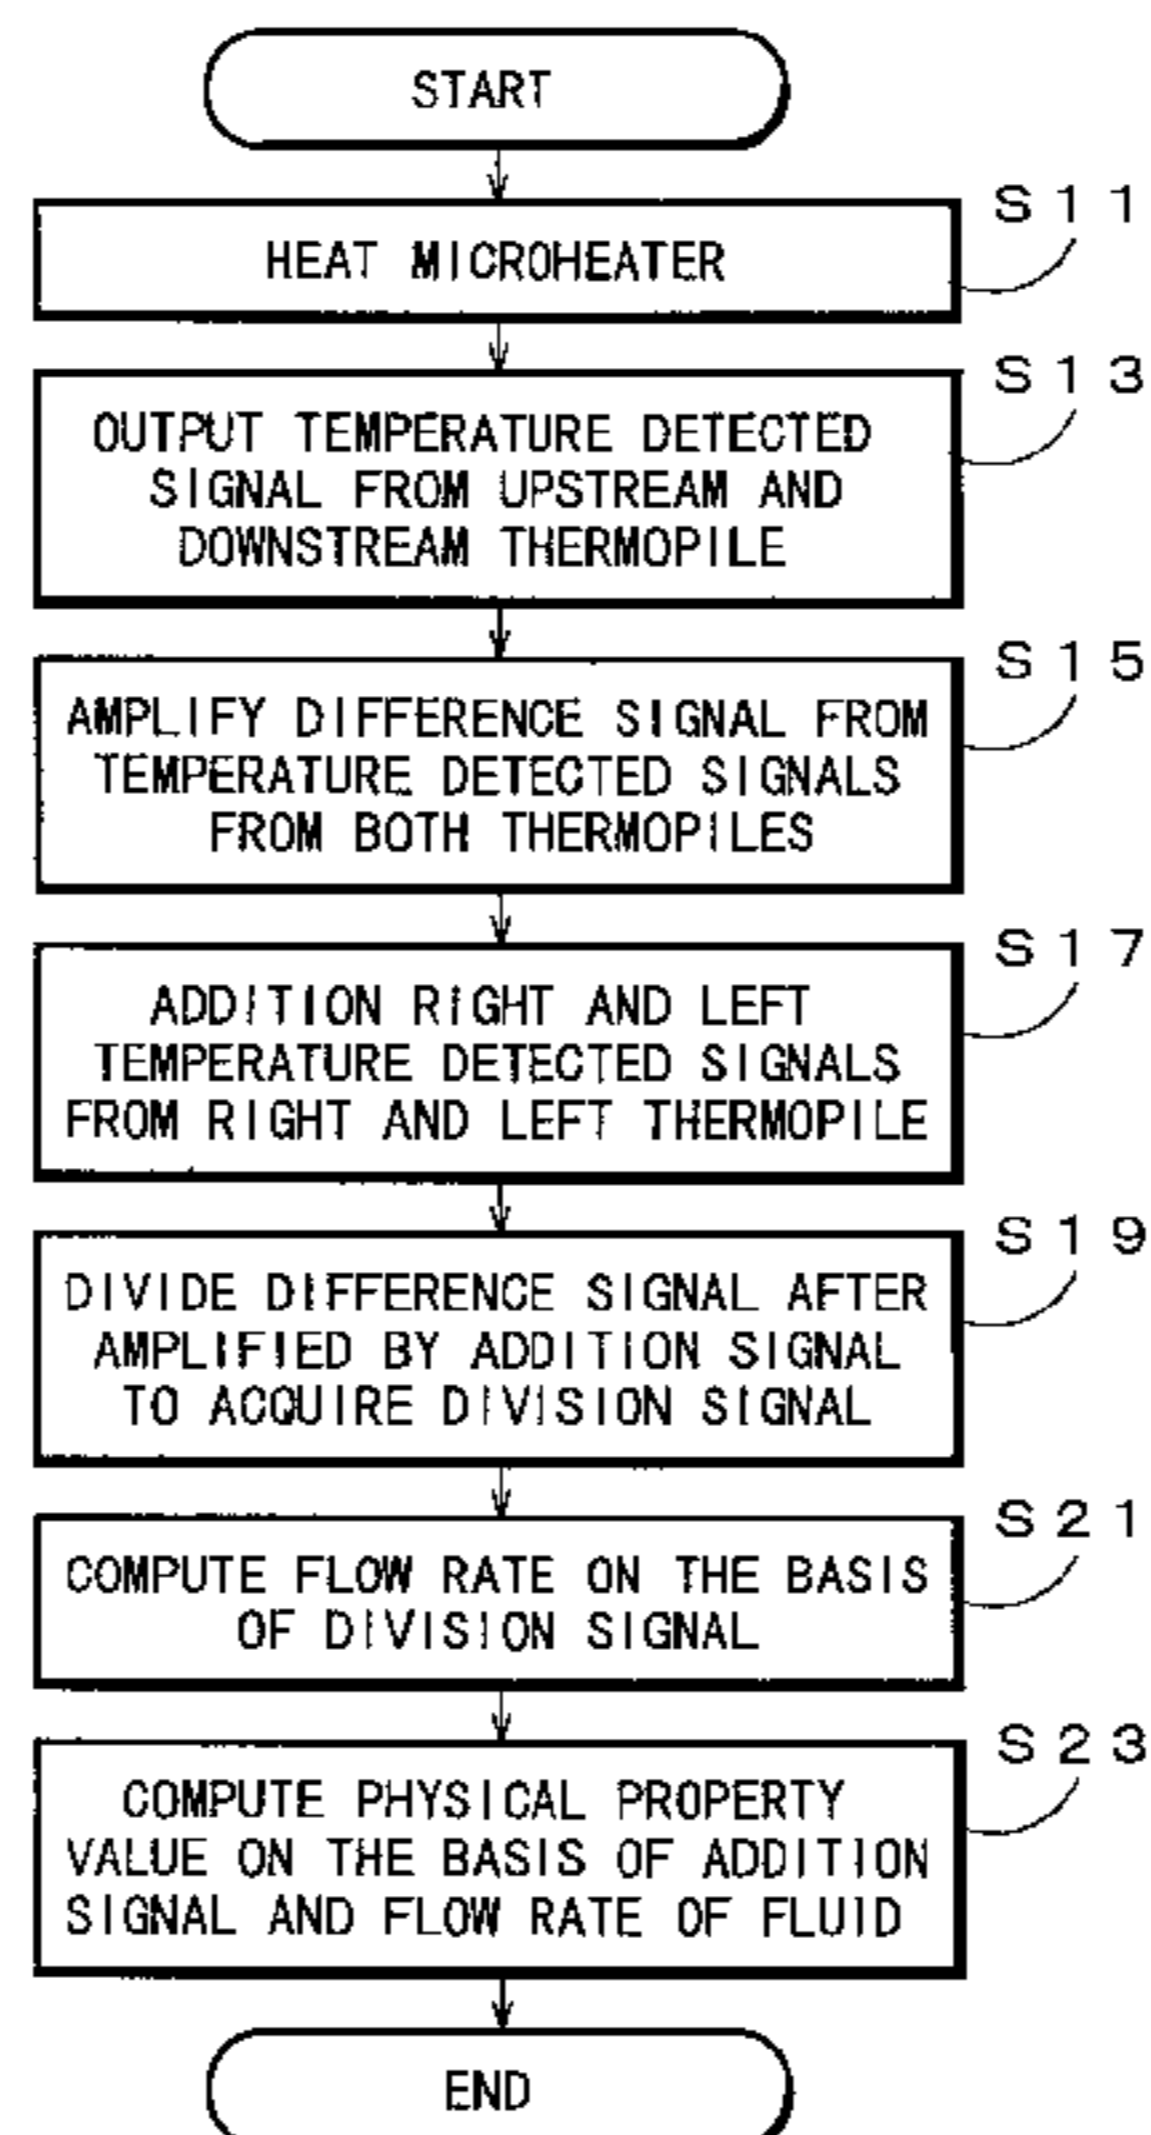 START
S11
HEAT MICROHEATER
S13
OUTPUT TEMPERATURE DETECTED
SIGNAL FROM UPSTREAM AND
DOWNSTREAM THERMOPILE
S15
AMPLIFY DIFFERENCE SIGNAL FROM
TEMPERATURE DETECTED SIGNALS
FROM BOTH THERMOPILES
S17
ADDITION RIGHT AND LEFT
TEMPERATURE DETECTED SIGNALS
FROM RIGHT AND LEFT THERMOPILE
S19
DIVIDE DIFFERENCE SIGNAL AFTER
AMPLIFIED BY ADDITION SIGNAL
TO ACQUIRE DIVISION SIGNAL
S21
COMPUTE FLOW RATE ON THE BASIS
OF DIVISION SIGNAL
S23
COMPUTE PHYSICAL PROPERTY
VALUE ON THE BASIS OF ADDITION
SIGNAL AND FLOW RATE OF FLUID
END